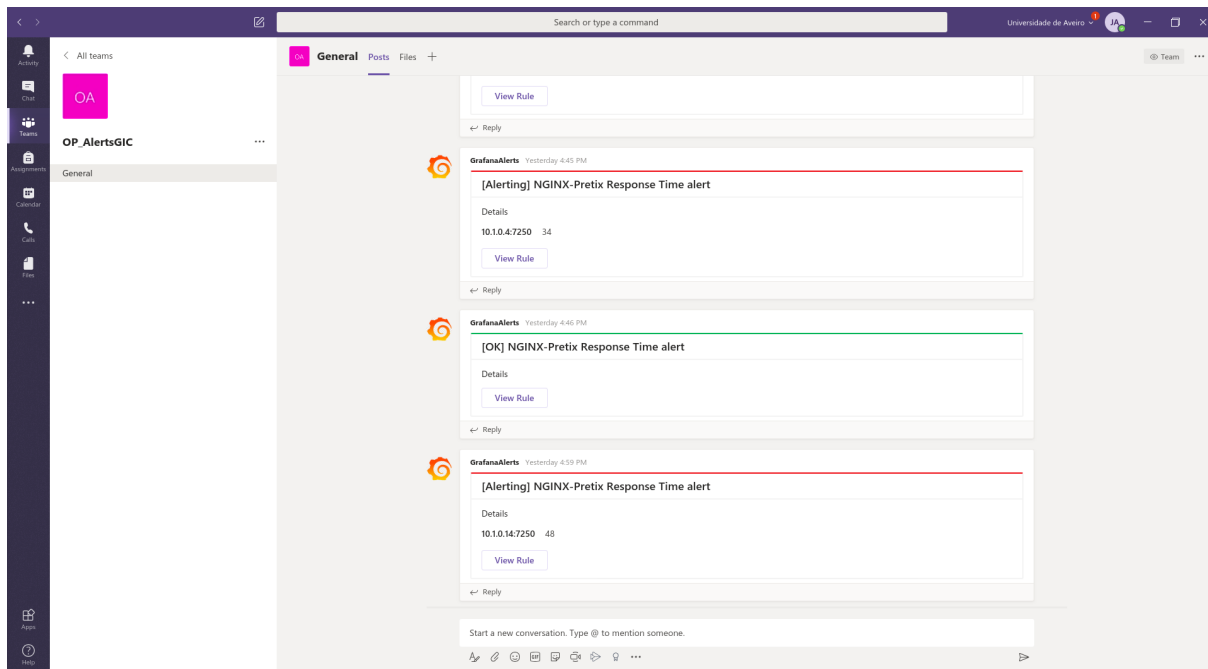 Search or type a command
Universidade de Aveiro
1
JA
Activity
Chat
Teams
Assignments
Calendar
Calls
Files
Apps
Help
All teams
OA
OP_AlertsGIC
General
OA General Posts Files
Team
View Rule
Reply
GrafanaAlerts Yesterday 4:45 PM
[Alerting] NGINX-Pretix Response Time alert
Details
10.1.0.4:7250 34
View Rule
Reply
GrafanaAlerts Yesterday 4:46 PM
[OK] NGINX-Pretix Response Time alert
Details
View Rule
Reply
GrafanaAlerts Yesterday 4:59 PM
[Alerting] NGINX-Pretix Response Time alert
Details
10.1.0.14:7250 48
View Rule
Reply
Start a new conversation. Type @ to mention someone.
GIF